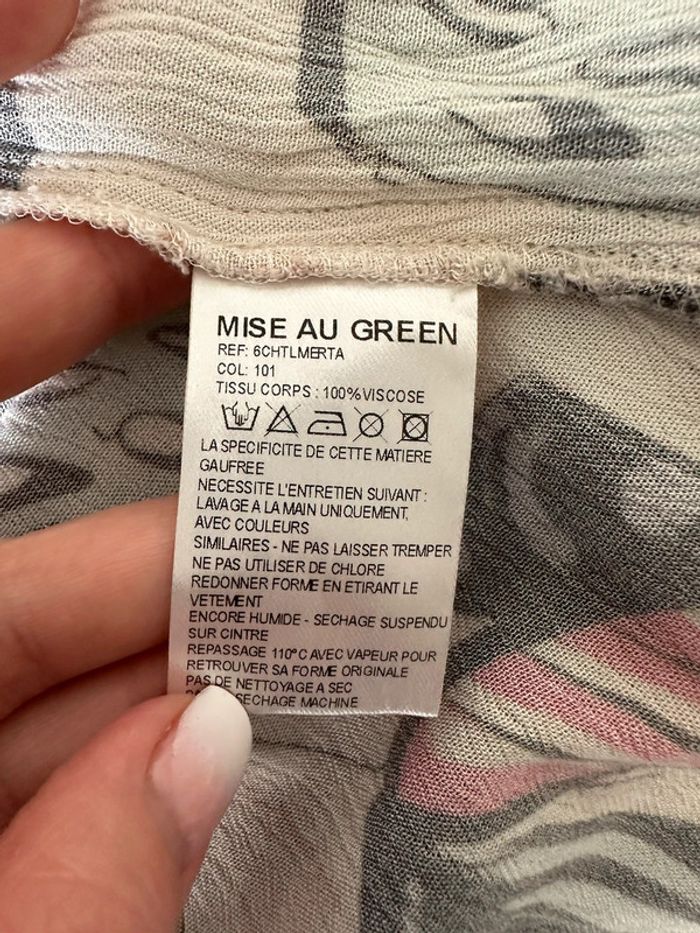 MISE AU GREEN
REF: 6CHTLMERTA
COL: 101
TISSU CORPS : 100%VISCOSE
LA SPECIFICITE DE CETTE MATIERE
GAUFREE
NECESSITE L'ENTRETIEN SUIVANT :
LAVAGE A LA MAIN UNIQUEMENT,
AVEC COULEURS
SIMILAIRES - NE PAS LAISSER TREMPER
NE PAS UTILISER DE CHLORE
REDONNER FORME EN ETIRANT LE
VETEMENT
ENCORE HUMIDE - SECHAGE SUSPENDU
SUR CINTRE
REPASSAGE 110°C AVEC VAPEUR POUR
RETROUVER SA FORME ORIGINALE
PAS DE NETTOYAGE A SEC
SECHAGE MACHINE